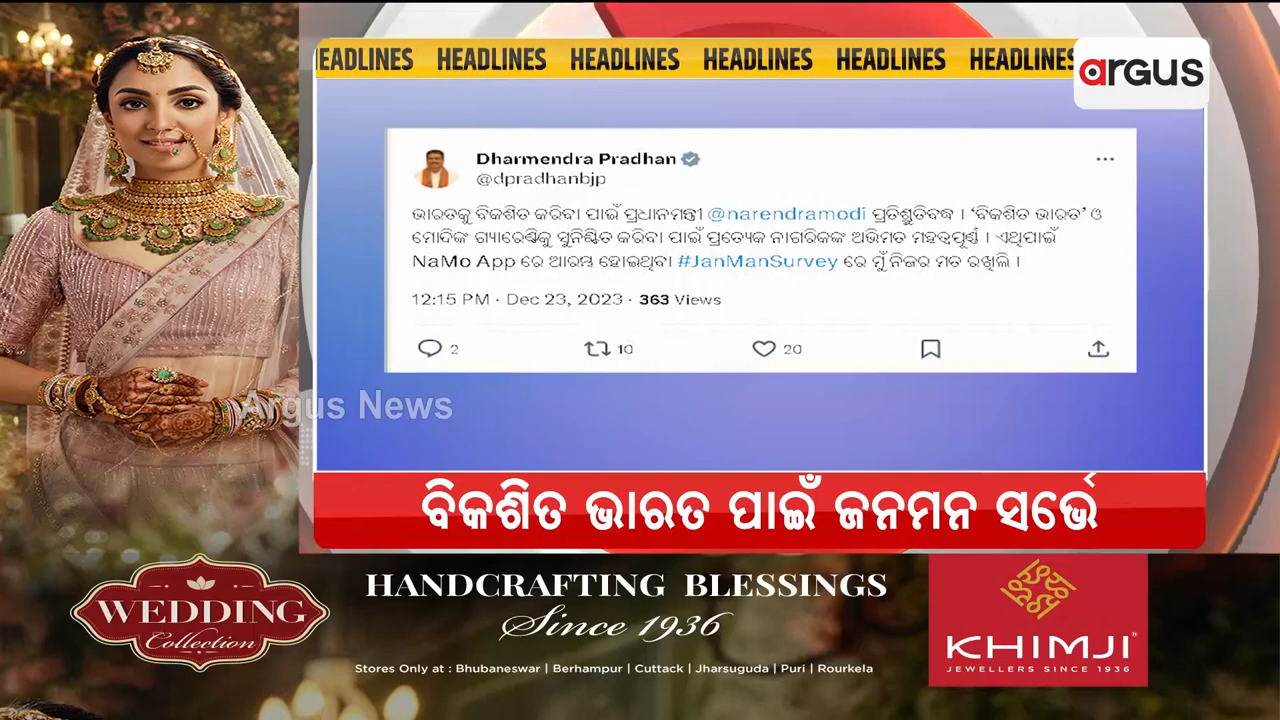 HEADLINES HEADLINES HEADLINES HEADLINES HEADLINES HEADLINES
argus
Dharmendra Pradhan
@dpradhanbjp
ଭାରତକୁ ବିକଶିତ କରିବା ପାଇଁ ପ୍ରଧାନମନ୍ତ୍ରୀ @narendramodi ପ୍ରତିଶ୍ରୁତିବଦ୍ଧ । ‘ବିକଶିତ ଭାରତ’ ଓ
ମୋଦିଙ୍କ ଗ୍ୟାରେଣ୍ଟିକୁ ସୁନିଶ୍ଚିତ କରିବା ପାଇଁ ପ୍ରତ୍ୟେକ ନାଗରିକଙ୍କ ଅଭିମତ ମହତ୍ୱପୂର୍ଣ୍ଣ । ଏଥିପାଇଁ
NaMo App ରେ ଆରମ୍ଭ ହୋଇଥିବା #JanManSurvey ରେ ମୁଁ ନିଜର ମତ ରଖିଲି ।
12:15 PM · Dec 23, 2023 · 363 Views
2 10 20
Argus News
ବିକଶିତ ଭାରତ ପାଇଁ ଜନମନ ସର୍ଭେ
WEDDING
Collection
HANDCRAFTING BLESSINGS
Since 1936
Stores Only at : Bhubaneswar | Berhampur | Cuttack | Jharsuguda | Puri | Rourkela
KHIMJI
JEWELLERS SINCE 1936